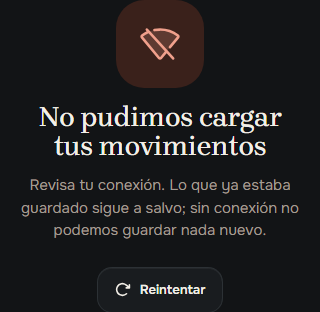 No pudimos cargar
tus movimientos
Revisa tu conexión. Lo que ya estaba
guardado sigue a salvo; sin conexión no
podemos guardar nada nuevo.
Reintentar